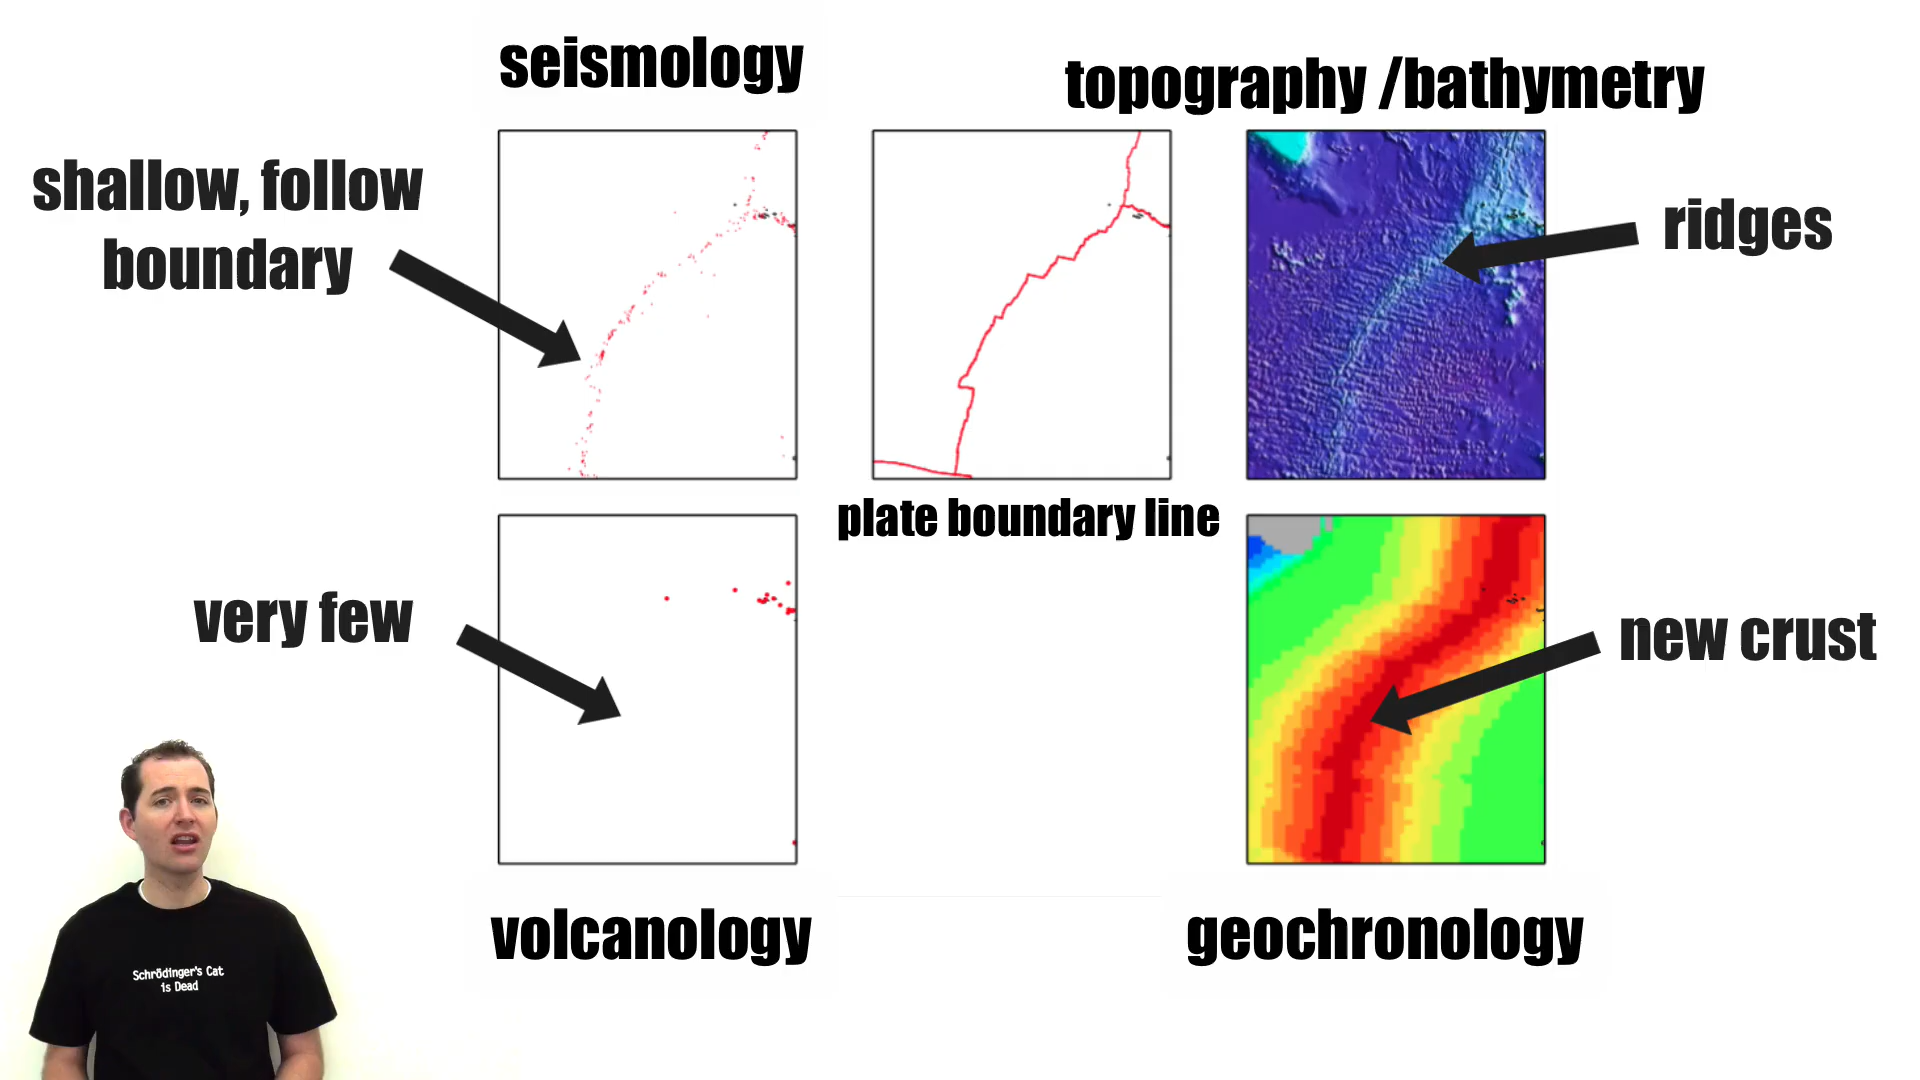 seismology
topography /bathymetry
shallow, follow
boundary
ridges
plate boundary line
very few
new crust
volcanology
geochronology
Schrödinger's Cat
is Dead